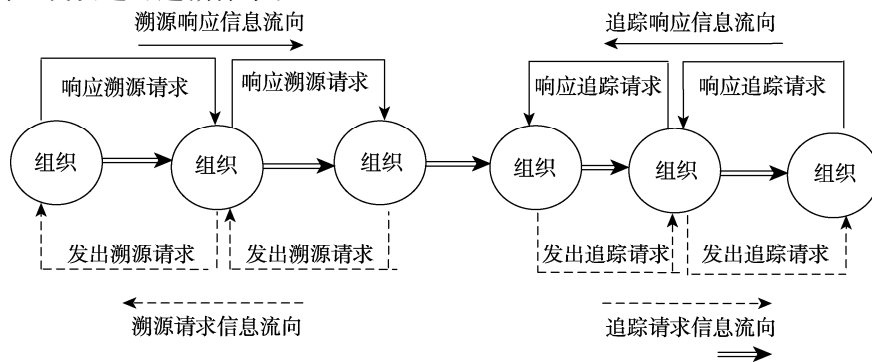 溯源响应信息流向
追踪响应信息流向
响应溯源请求
响应溯源请求
响应追踪请求
响应追踪请求
组织
组织
组织
组织
组织
组织
发出溯源请求
发出溯源请求
发出追踪请求
发出追踪请求
溯源请求信息流向
追踪请求信息流向